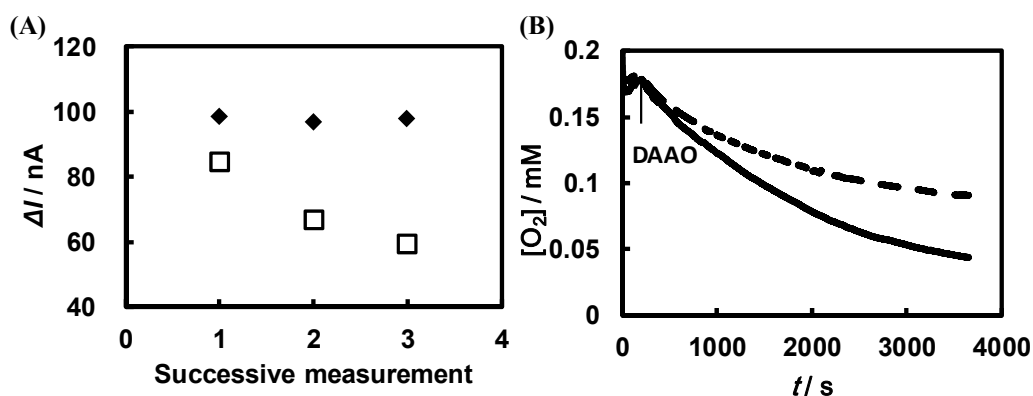 (A)
120
100
80
60
40
ΔI / nA
0 1 2 3 4
Successive measurement
(B)
0.2
0.15
0.1
0.05
0
[O₂] / mM
DAAO
0 1000 2000 3000 4000
t / s